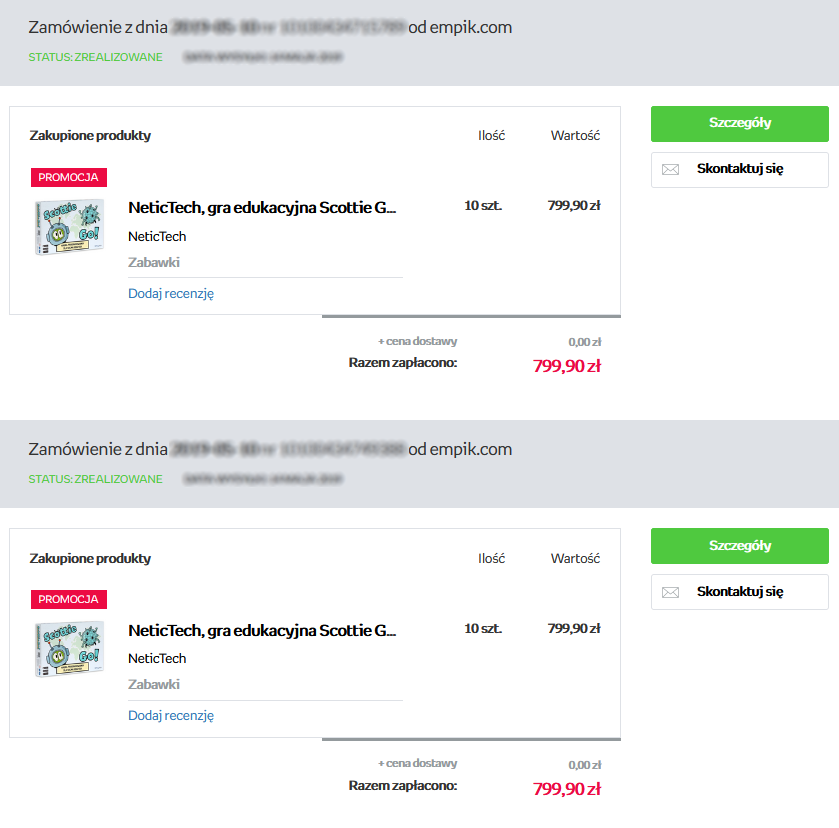 Zamówienie z dnia od empik.com
STATUS: ZREALIZOWANE
Zakupione produkty Ilość Wartość
Szczegóły
Skontaktuj się
PROMOCJA
Scottie Go!
NeticTech, gra edukacyjna Scottie G... 10 szt. 799,90 zł
NeticTech
Zabawki
Dodaj recenzję
+ cena dostawy 0,00 zł
Razem zapłacono: 799,90 zł
Zamówienie z dnia od empik.com
STATUS: ZREALIZOWANE
Zakupione produkty Ilość Wartość
Szczegóły
Skontaktuj się
PROMOCJA
Scottie Go!
NeticTech, gra edukacyjna Scottie G... 10 szt. 799,90 zł
NeticTech
Zabawki
Dodaj recenzję
+ cena dostawy 0,00 zł
Razem zapłacono: 799,90 zł